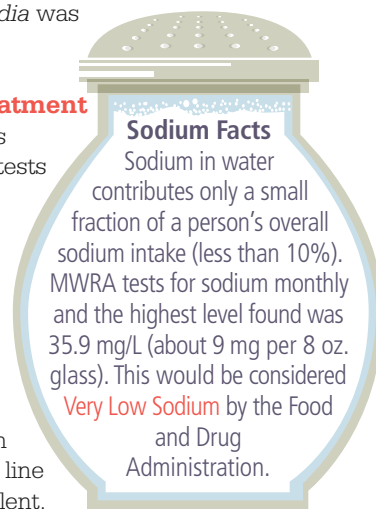 dia was
atment
s
tests
Sodium Facts
Sodium in water
contributes only a small
fraction of a person's overall
sodium intake (less than 10%).
MWRA tests for sodium monthly
and the highest level found was
35.9 mg/L (about 9 mg per 8 oz.
glass). This would be considered
Very Low Sodium by the Food
and Drug
Administration.
n
line
lent.